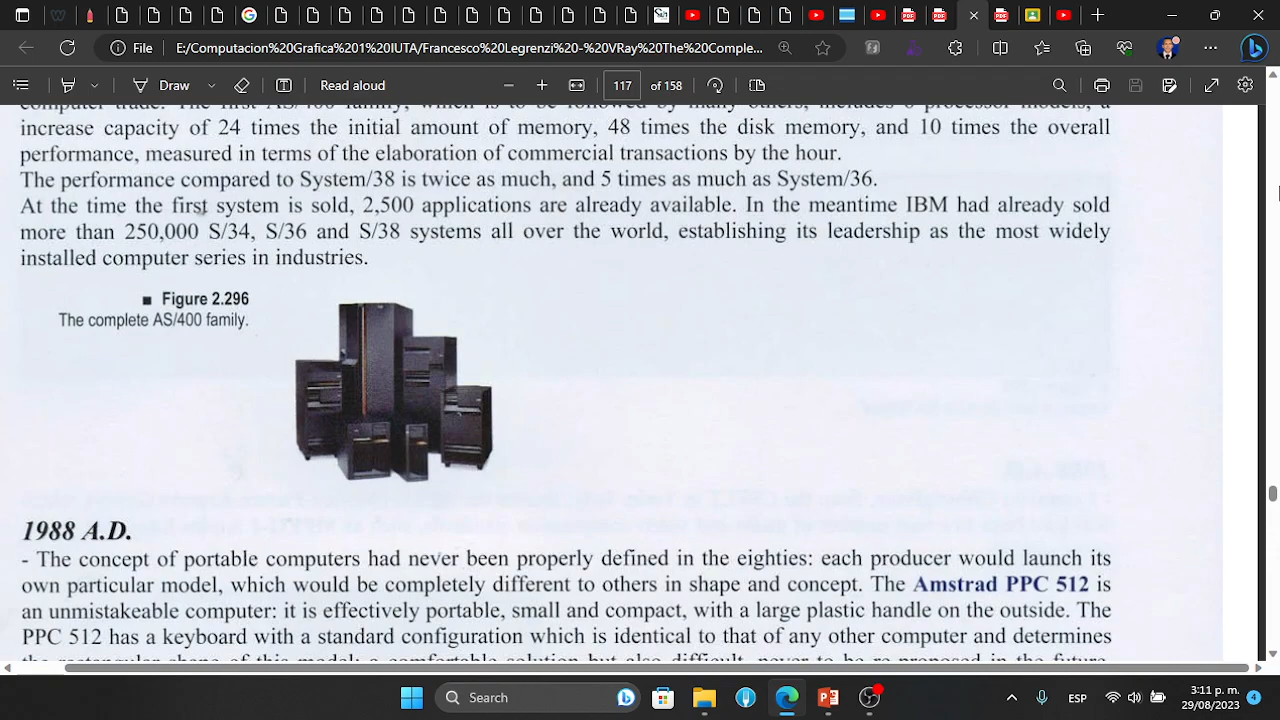 File
E:/Computacion%20Grafica%201%20IUTA/Francesco%20Legrenzi%20-%20VRay%20The%20Comple...
Draw
Read aloud
117
of 158
increase capacity of 24 times the initial amount of memory, 48 times the disk memory, and 10 times the overall
performance, measured in terms of the elaboration of commercial transactions by the hour.
The performance compared to System/38 is twice as much, and 5 times as much as System/36.
At the time the first system is sold, 2,500 applications are already available. In the meantime IBM had already sold
more than 250,000 S/34, S/36 and S/38 systems all over the world, establishing its leadership as the most widely
installed computer series in industries.
■ Figure 2.296
The complete AS/400 family.
1988 A.D.
- The concept of portable computers had never been properly defined in the eighties: each producer would launch its
own particular model, which would be completely different to others in shape and concept. The Amstrad PPC 512 is
an unmistakeable computer: it is effectively portable, small and compact, with a large plastic handle on the outside. The
PPC 512 has a keyboard with a standard configuration which is identical to that of any other computer and determines
Search
ESP
3:11 p. m.
29/08/2023
4